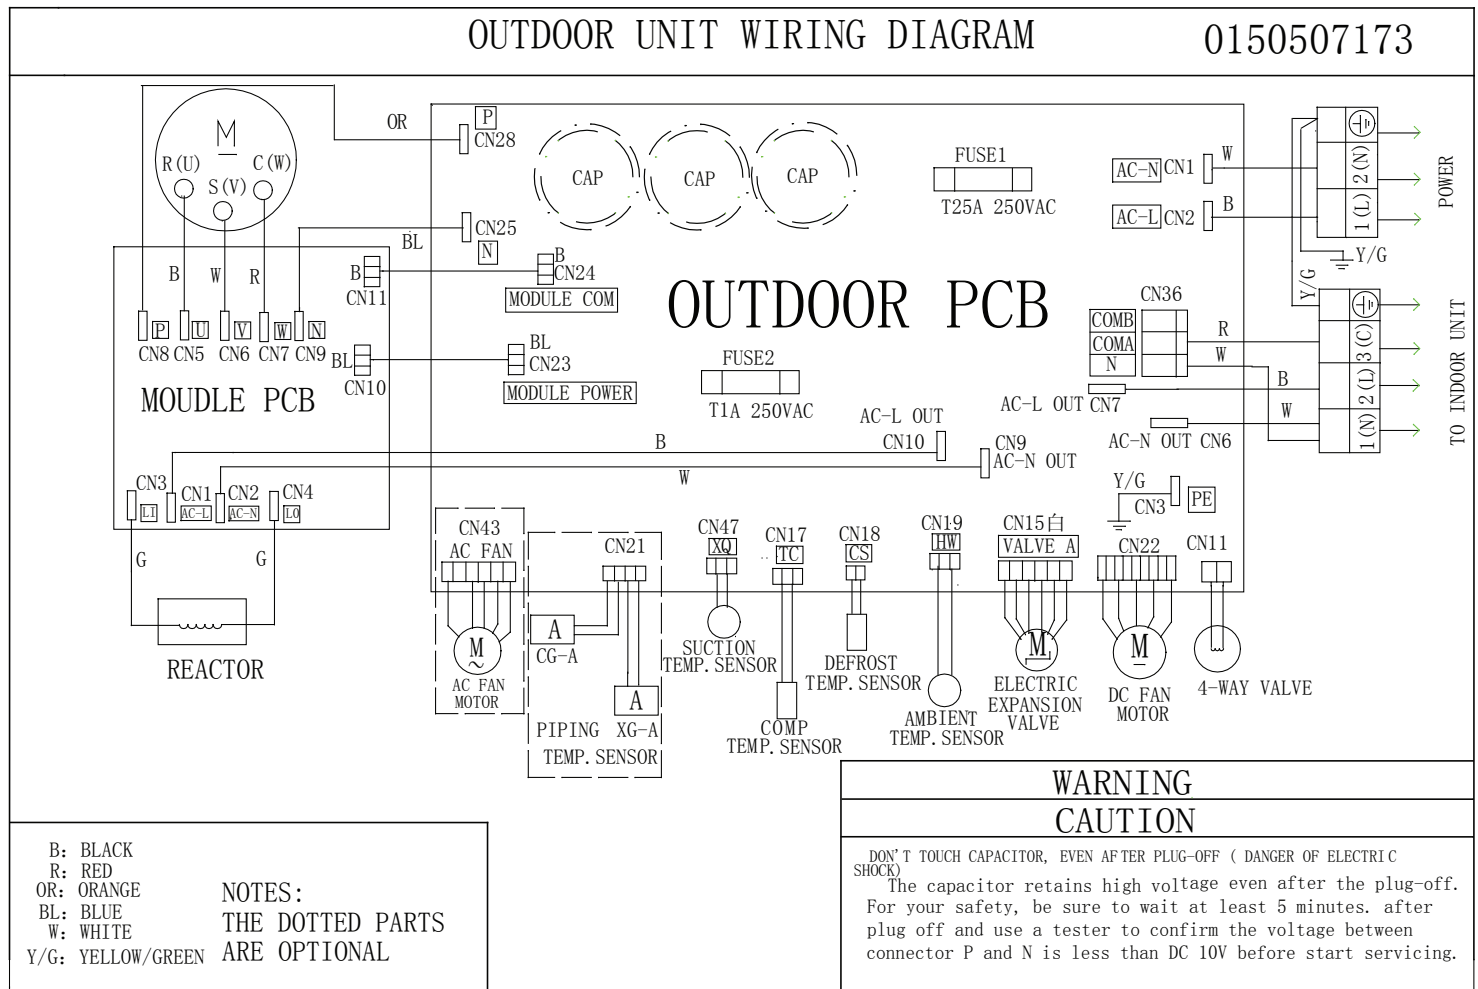 OUTDOOR UNIT WIRING DIAGRAM
0150507173
M
R(U)
C(W)
S(V)
OR
P
CN28
CAP
CAP
CAP
FUSE1
T25A 250VAC
AC-N CN1
W
AC-L CN2
B
2(N)
1(L)
POWER
Y/G
Y/G
BL
CN25
N
B
W
R
B
CN11
B
CN24
MODULE COM
OUTDOOR PCB
CN36
COMB
COMA
N
R
W
3(C)
2(L)
1(N)
TO INDOOR UNIT
P
U
V
W
N
CN8
CN5
CN6
CN7
CN9
BL
CN10
BL
CN23
MODULE POWER
FUSE2
T1A 250VAC
B
AC-L OUT CN7
W
AC-N OUT CN6
MOUDLE PCB
AC-L OUT
CN10
CN9
AC-N OUT
B
W
CN3
LI
CN1
AC-L
CN2
AC-N
CN4
LO
Y/G
CN3
PE
G
G
REACTOR
CN43
AC FAN
M
~
AC FAN
MOTOR
CN21
A
CG-A
A
PIPING XG-A
TEMP.SENSOR
CN47
XQ
SUCTION
TEMP.SENSOR
CN17
TC
COMP
TEMP.SENSOR
CN18
CS
DEFROST
TEMP.SENSOR
CN19
HW
AMBIENT
TEMP.SENSOR
CN15白
VALVE A
M
ELECTRIC
EXPANSION
VALVE
CN22
M
DC FAN
MOTOR
CN11
4-WAY VALVE
B: BLACK
R: RED
OR: ORANGE
BL: BLUE
W: WHITE
Y/G: YELLOW/GREEN
NOTES:
THE DOTTED PARTS
ARE OPTIONAL
WARNING
CAUTION
DON'T TOUCH CAPACITOR, EVEN AFTER PLUG-OFF ( DANGER OF ELECTRIC
SHOCK)
The capacitor retains high voltage even after the plug-off.
For your safety, be sure to wait at least 5 minutes. after
plug off and use a tester to confirm the voltage between
connector P and N is less than DC 10V before start servicing.